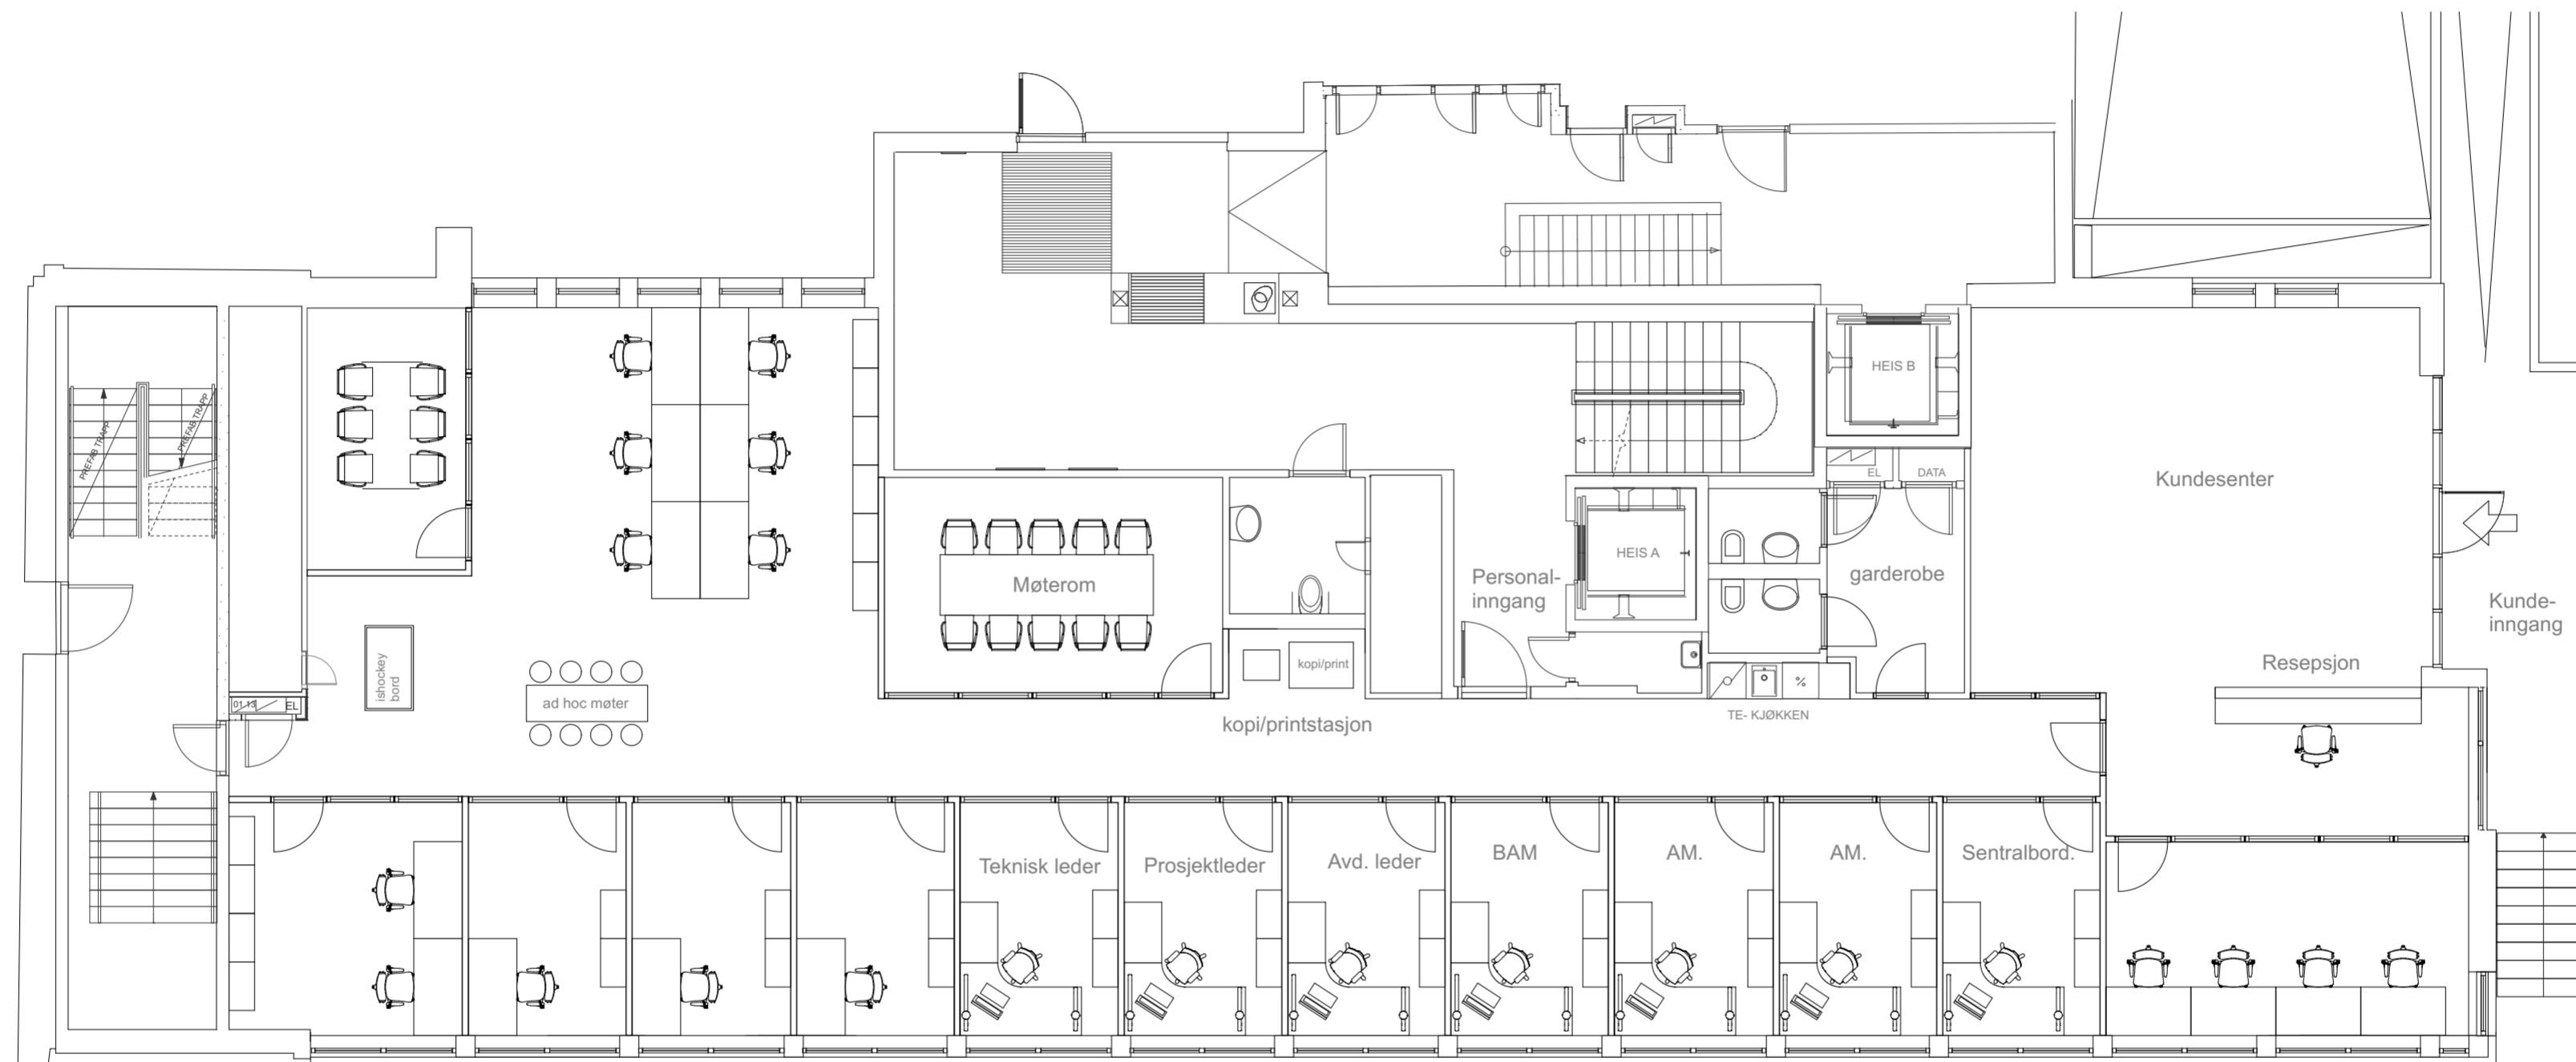 HEIS B
PREFAB TRAPP
PREFAB TRAPP
EL
DATA
Kundesenter
HEIS A
Møterom
Personal-
inngang
garderobe
Kunde-
inngang
ishockey
bord
kopi/print
Resepsjon
ad hoc møter
01.13
EL
%
TE- KJØKKEN
kopi/printstasjon
Teknisk leder
Prosjektleder
Avd. leder
BAM
AM.
AM.
Sentralbord.